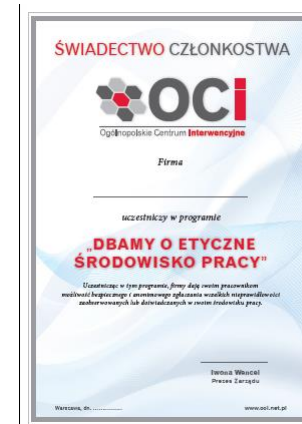 ŚWIADECTWO CZŁONKOSTWA
OCI
Ogólnopolskie Centrum Interwencyjne
Firma
uczestniczy w programie
„DBAMY O ETYCZNE
ŚRODOWISKO PRACY”
Uczestnicząc w tym programie, firmy dają swoim pracownikom
możliwość bezpiecznego i anonimowego zgłaszania wszelkich nieprawidłowości
zaobserwowanych lub doświadczanych w swoim środowisku pracy.
Iwona Wencel
Prezes Zarządu
Warszawa, dn. ................
www.oci.net.pl